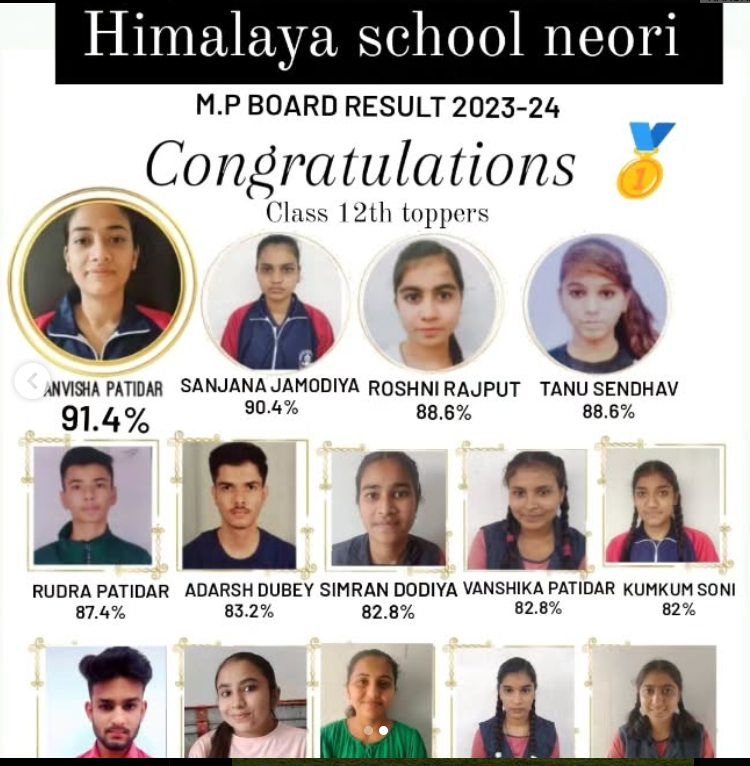 Himalaya school neori
M.P BOARD RESULT 2023-24
Congratulations
1
Class 12th toppers
ANVISHA PATIDAR
91.4%
SANJANA JAMODIYA
90.4%
ROSHNI RAJPUT
88.6%
TANU SENDHAV
88.6%
RUDRA PATIDAR
87.4%
ADARSH DUBEY
83.2%
SIMRAN DODIYA
82.8%
VANSHIKA PATIDAR
82.8%
KUMKUM SONI
82%